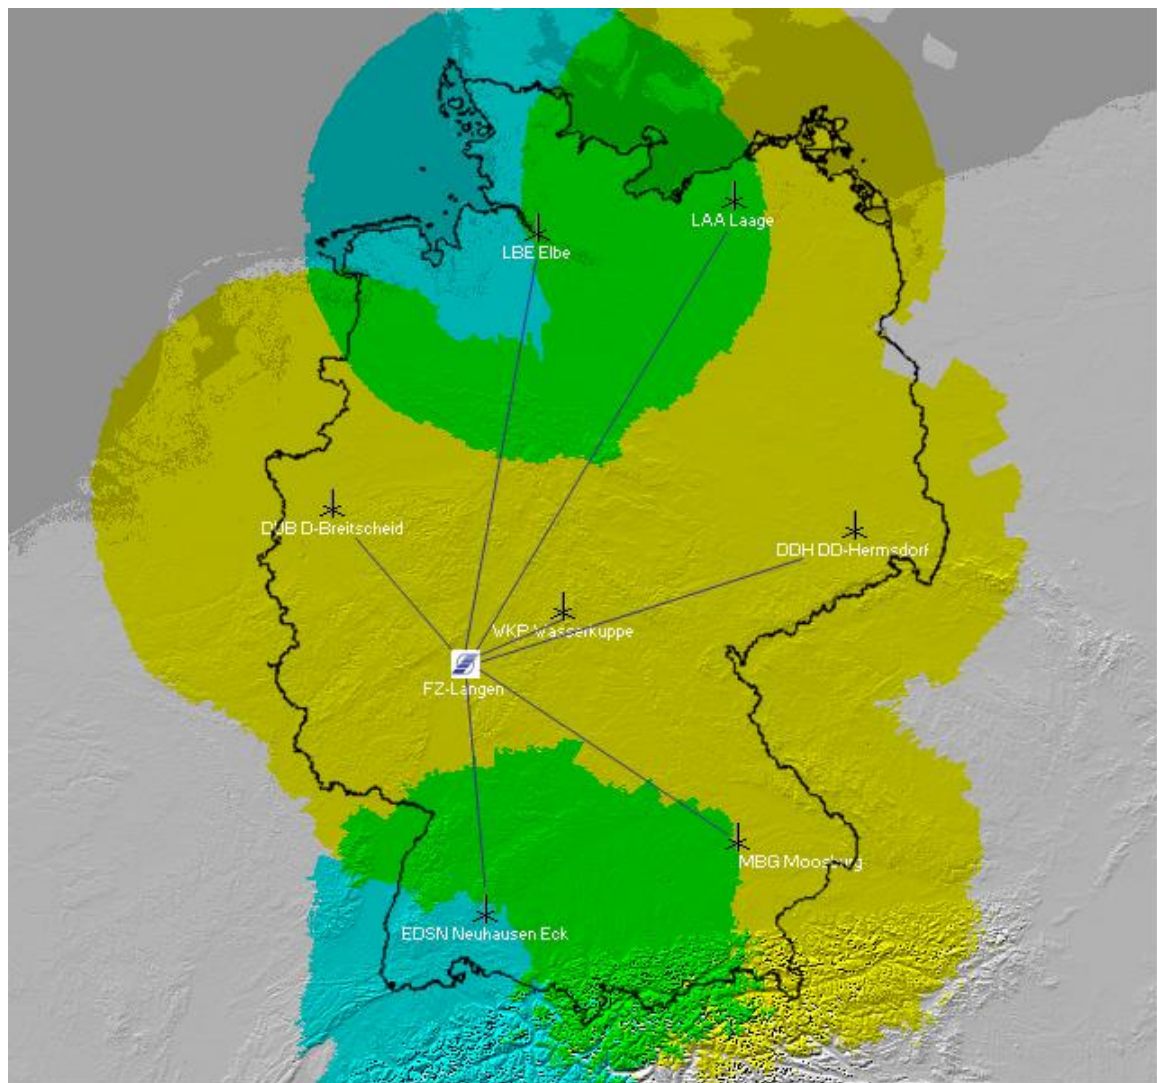 LAA Laage
LBE Elbe
DUB D-Breitscheid
DDH DD-Hermsdorf
WKP Wasserkuppe
FZ-Langen
MBG Moosburg
EDSN Neuhausen Eck